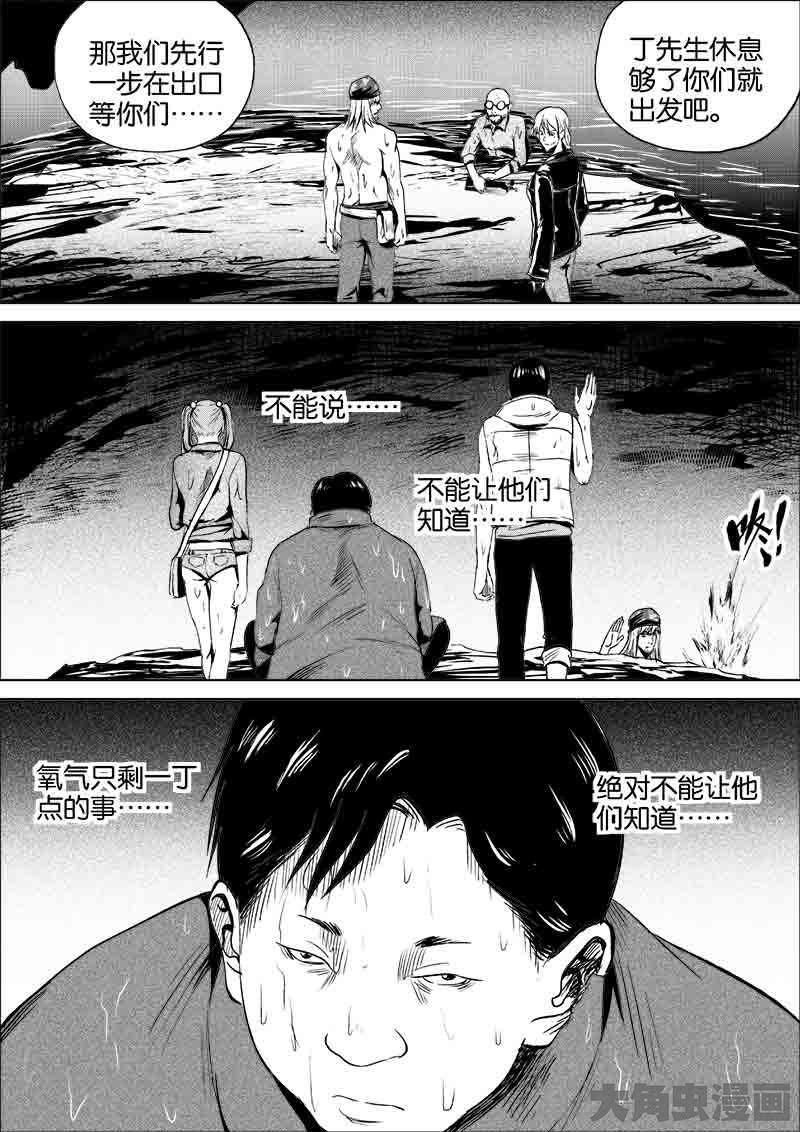 那我们先行
一步在出口
等你们……
丁先生休息
够了你们就
出发吧。
不能说……
不能让他们
知道……
咚!
氧气只剩一丁
点的事……
绝对不能让他
们知道……
大角虫漫画